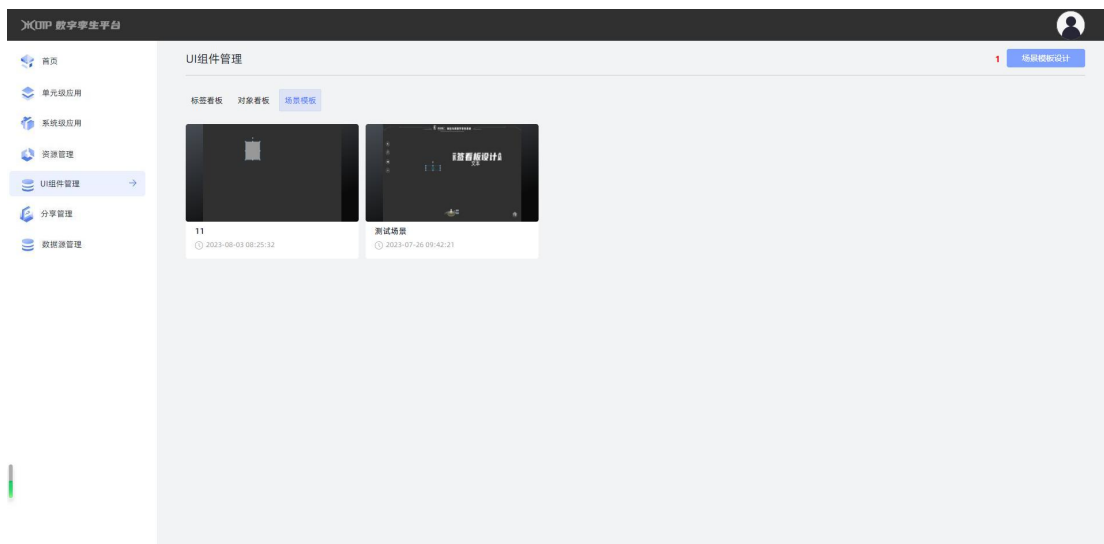 数字孪生平台
首页
单元级应用
系统级应用
资源管理
UI组件管理
分享管理
数据源管理
UI组件管理
1 场景模板设计
标签看板 对象看板 场景模板
11
2023-08-03 08:25:32
文本
测试场景
2023-07-26 09:42:21